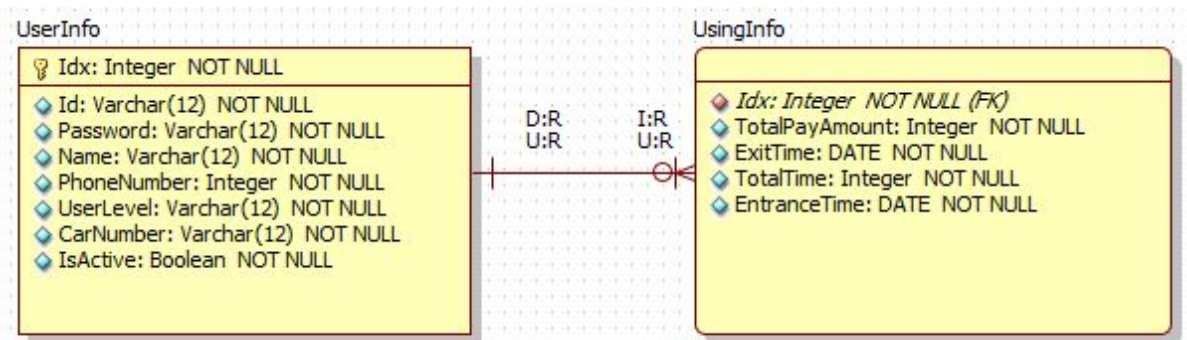 UserInfo
Idx: Integer NOT NULL
Id: Varchar(12) NOT NULL
Password: Varchar(12) NOT NULL
Name: Varchar(12) NOT NULL
PhoneNumber: Integer NOT NULL
UserLevel: Varchar(12) NOT NULL
CarNumber: Varchar(12) NOT NULL
IsActive: Boolean NOT NULL
D:R
U:R
I:R
U:R
UsingInfo
Idx: Integer NOT NULL (FK)
TotalPayAmount: Integer NOT NULL
ExitTime: DATE NOT NULL
TotalTime: Integer NOT NULL
EntranceTime: DATE NOT NULL